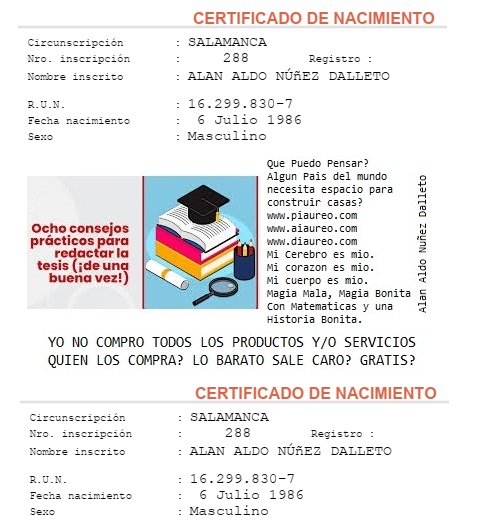 CERTIFICADO DE NACIMIENTO
Circunscripción : SALAMANCA
Nro. inscripción : 288 Registro :
Nombre inscrito : ALAN ALDO NÚñEZ DALLETO
R.U.N. : 16.299.830-7
Fecha nacimiento : 6 Julio 1986
Sexo : Masculino
Ocho consejos
prácticos para
redactar la
tesis (¡de una
buena vez!)
Que Puedo Pensar?
Algun Pais del mundo
necesita espacio para
construir casas?
www.piaureo.com
www.aiaureo.com
www.diaureo.com
Mi Cerebro es mio.
Mi corazon es mio.
Mi cuerpo es mio.
Magia Mala, Magia Bonita
Con Matematicas y una
Historia Bonita.
Alan Aldo Nuñez Dalleto
YO NO COMPRO TODOS LOS PRODUCTOS Y/O SERVICIOS
QUIEN LOS COMPRA? LO BARATO SALE CARO? GRATIS?
CERTIFICADO DE NACIMIENTO
Circunscripción : SALAMANCA
Nro. inscripción : 288 Registro :
Nombre inscrito : ALAN ALDO NÚñEZ DALLETO
R.U.N. : 16.299.830-7
Fecha nacimiento : 6 Julio 1986
Sexo : Masculino